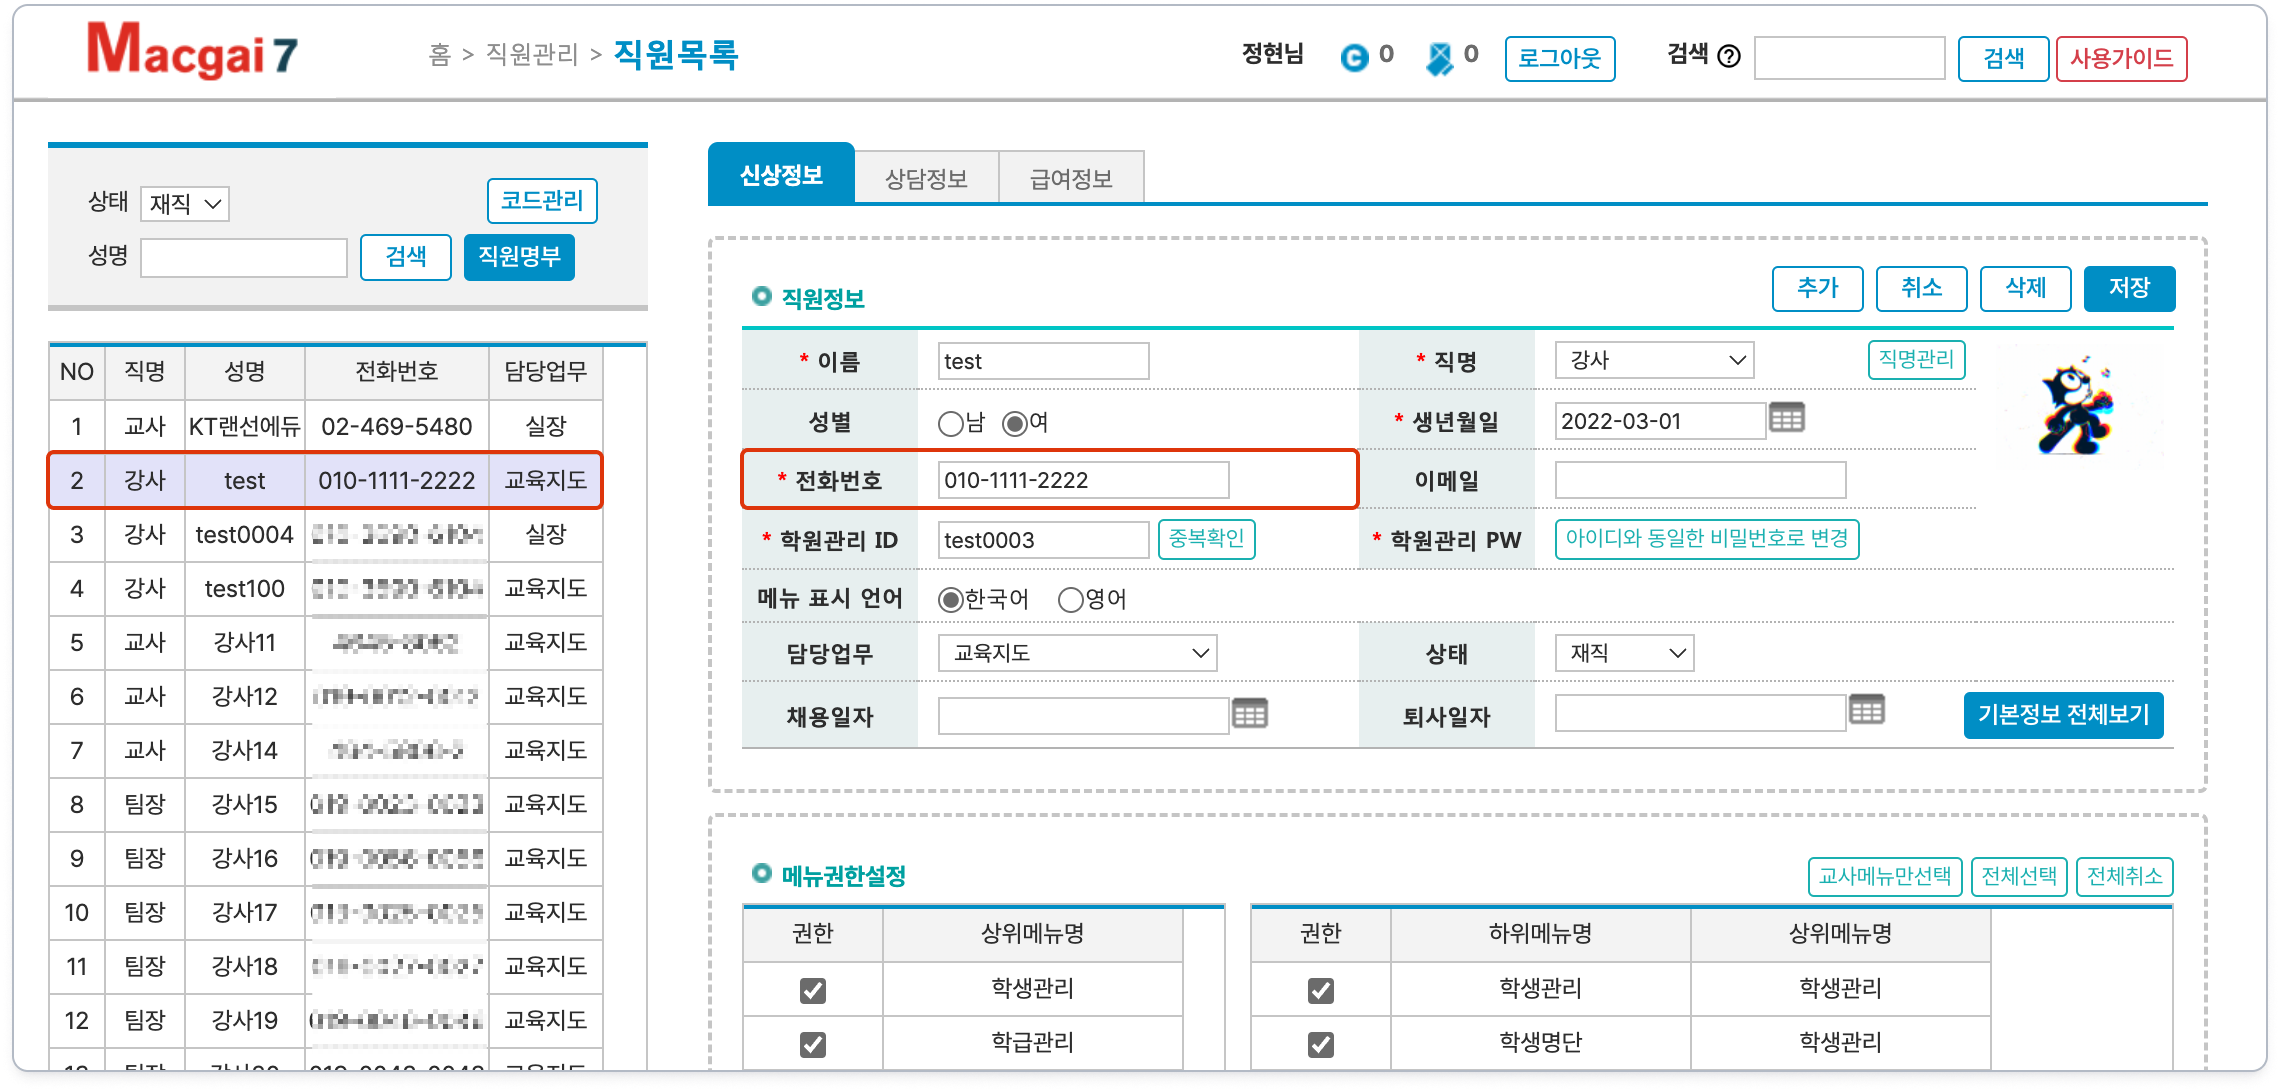 Macgai 7
홈 > 직원관리 > 직원목록
정현님 0 0 로그아웃 검색 ? 검색 사용가이드
상태 재직 코드관리
성명 검색 직원명부
NO 직명 성명 전화번호 담당업무
1 교사 KT랜선에듀 02-469-5480 실장
2 강사 test 010-1111-2222 교육지도
3 강사 test0004 실장
4 강사 test100 교육지도
5 교사 강사11 교육지도
6 교사 강사12 교육지도
7 교사 강사14 교육지도
8 팀장 강사15 교육지도
9 팀장 강사16 교육지도
10 팀장 강사17 교육지도
11 팀장 강사18 교육지도
12 팀장 강사19 교육지도
신상정보 상담정보 급여정보
직원정보 추가 취소 삭제 저장
* 이름 test * 직명 강사 직명관리
성별 남 여 * 생년월일 2022-03-01
* 전화번호 010-1111-2222 이메일
* 학원관리 ID test0003 중복확인 * 학원관리 PW 아이디와 동일한 비밀번호로 변경
메뉴 표시 언어 한국어 영어
담당업무 교육지도 상태 재직
채용일자 퇴사일자 기본정보 전체보기
메뉴권한설정 교사메뉴만선택 전체선택 전체취소
권한 상위메뉴명 권한 하위메뉴명 상위메뉴명
학생관리 학생관리 학생관리
학급관리 학생명단 학생관리